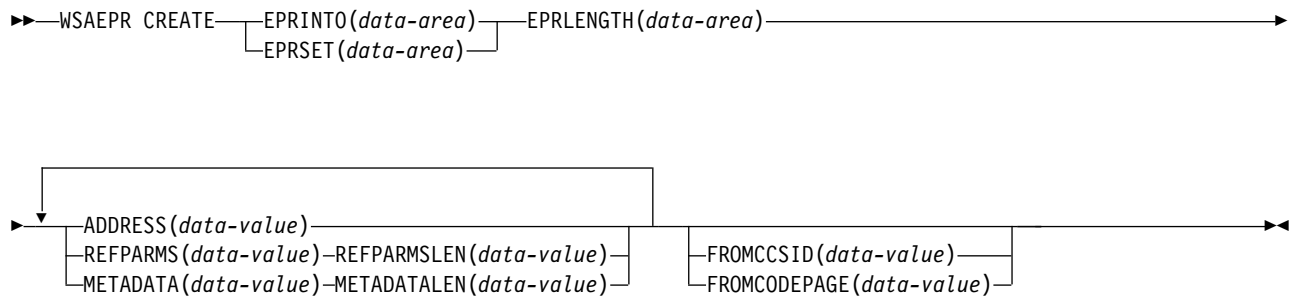 WSAEPR CREATE EPRINTO(data-area) EPRLENGTH(data-area)
EPRSET(data-area)
ADDRESS(data-value)
REFPARMS(data-value) REFPARMSLEN(data-value) FROMCCSID(data-value)
METADATA(data-value) METADATALEN(data-value) FROMCODEPAGE(data-value)